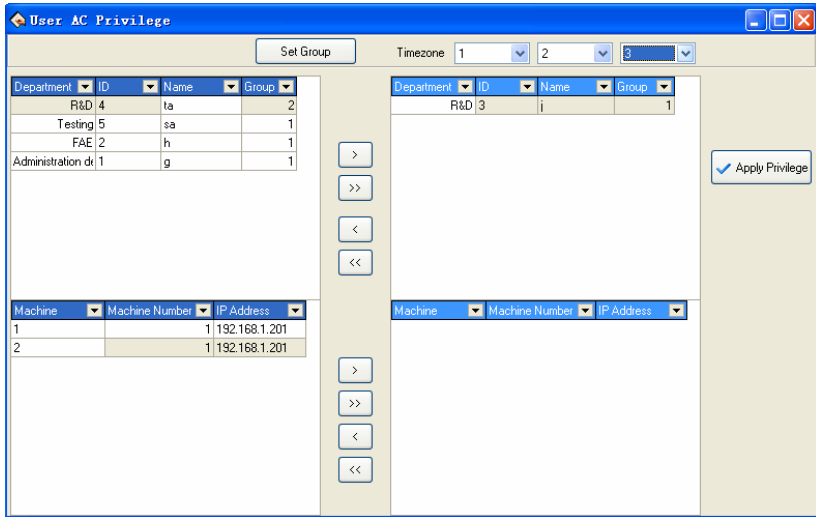 User AC Privilege
Set Group Timezone 1 2 3
Department ID Name Group
R&D 4 ta 2
Testing 5 sa 1
FAE 2 h 1
Administration de 1 g 1
Department ID Name Group
R&D 3 j 1
>
>>
<
<<
Apply Privilege
Machine Machine Number IP Address
1 1 192.168.1.201
2 1 192.168.1.201
Machine Machine Number IP Address
>
>>
<
<<